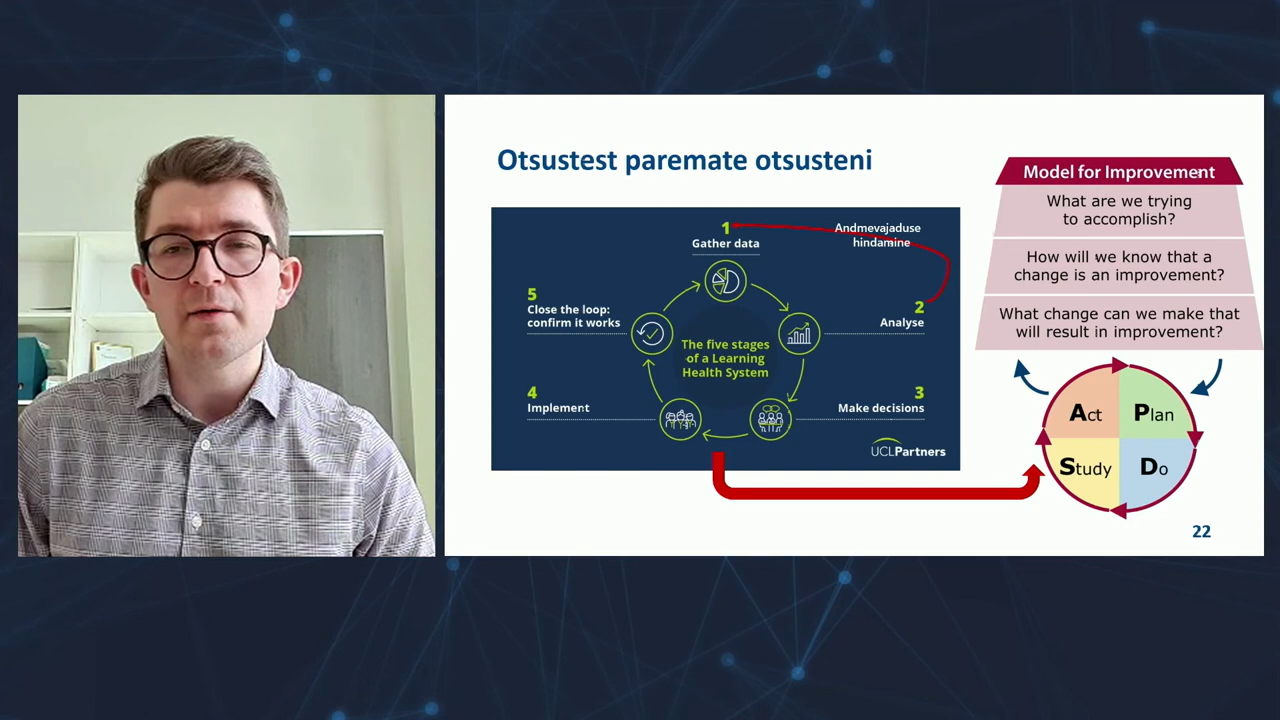 Otsustest paremate otsusteni
1
Gather data
Andmevajaduse
hindamine
2
Analyse
3
Make decisions
4
Implement
5
Close the loop:
confirm it works
The five stages
of a Learning
Health System
UCLPartners
Model for Improvement
What are we trying
to accomplish?
How will we know that a
change is an improvement?
What change can we make that
will result in improvement?
Act
Plan
Study
Do
22